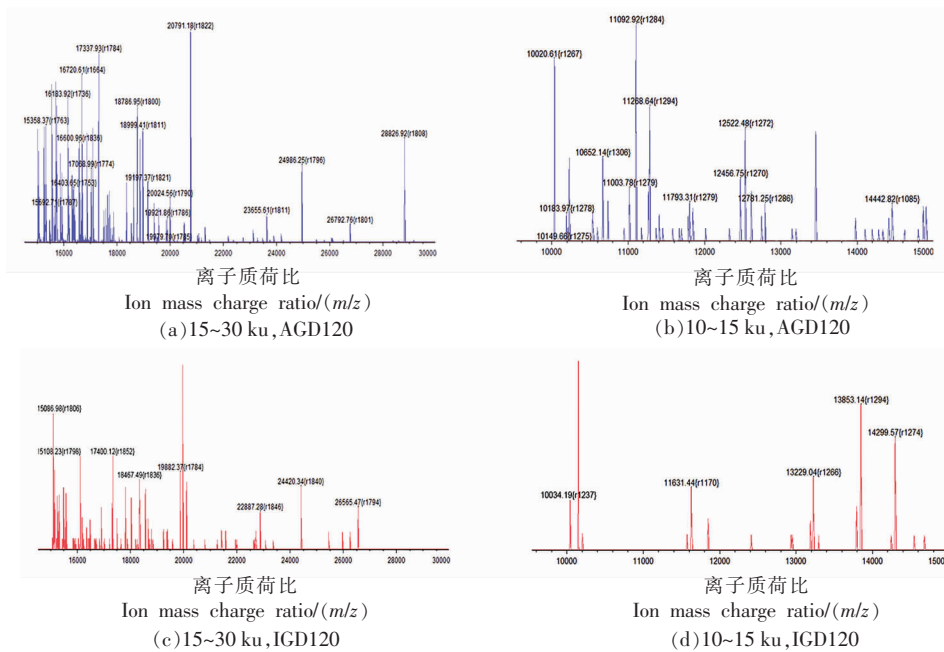 20791.18{r1822}
17337.93{r1784}
16720.61{r1664}
16183.92{r1736}
18786.95{r1800}
15358.37{r1763}
18999.41{r1811}
28826.92{r1808}
16600.96{r1836}
17068.99{r1774}
24986.25{r1796}
16403.65{r1753}
19197.37{r1821}
15692.71{r1787}
20024.56{r1790}
23655.61{r1811}
19921.86{r1786}
26792.76{r1801}
16000 18000 20000 22000 24000 26000 28000 30000
离子质荷比
Ion mass charge ratio/(m/z)
(a)15~30 ku,AGD120
11092.92{r1284}
10020.61{r1267}
11268.64{r1294}
12522.48{r1272}
10652.14{r1306}
12456.75{r1270}
11003.78{r1279}
11793.31{r1279}
12781.25{r1286}
10183.97{r1278}
14442.82{r1085}
10149.66{r1275}
10000 11000 12000 13000 14000 15000
离子质荷比
Ion mass charge ratio/(m/z)
(b)10~15 ku,AGD120
15086.98{r1806}
15108.23{r1796}
17400.12{r1852}
19882.37{r1784}
18467.49{r1836}
24420.34{r1840}
22887.28{r1846}
26565.47{r1794}
16000 18000 20000 22000 24000 26000 28000 30000
离子质荷比
Ion mass charge ratio/(m/z)
(c)15~30 ku,IGD120
13853.14{r1294}
14299.57{r1274}
13229.04{r1266}
11631.44{r1170}
10034.19{r1237}
10000 11000 12000 13000 14000 1500
离子质荷比
Ion mass charge ratio/(m/z)
(d)10~15 ku,IGD120